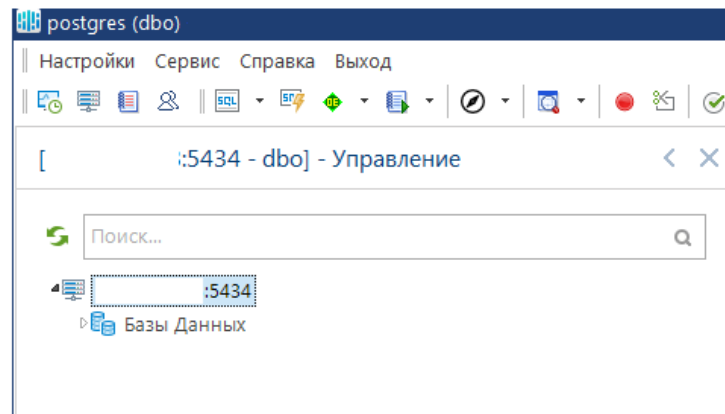 postgres (dbo)
Настройки Сервис Справка Выход
SQL
[ :5434 - dbo] - Управление
Поиск...
:5434
Базы Данных